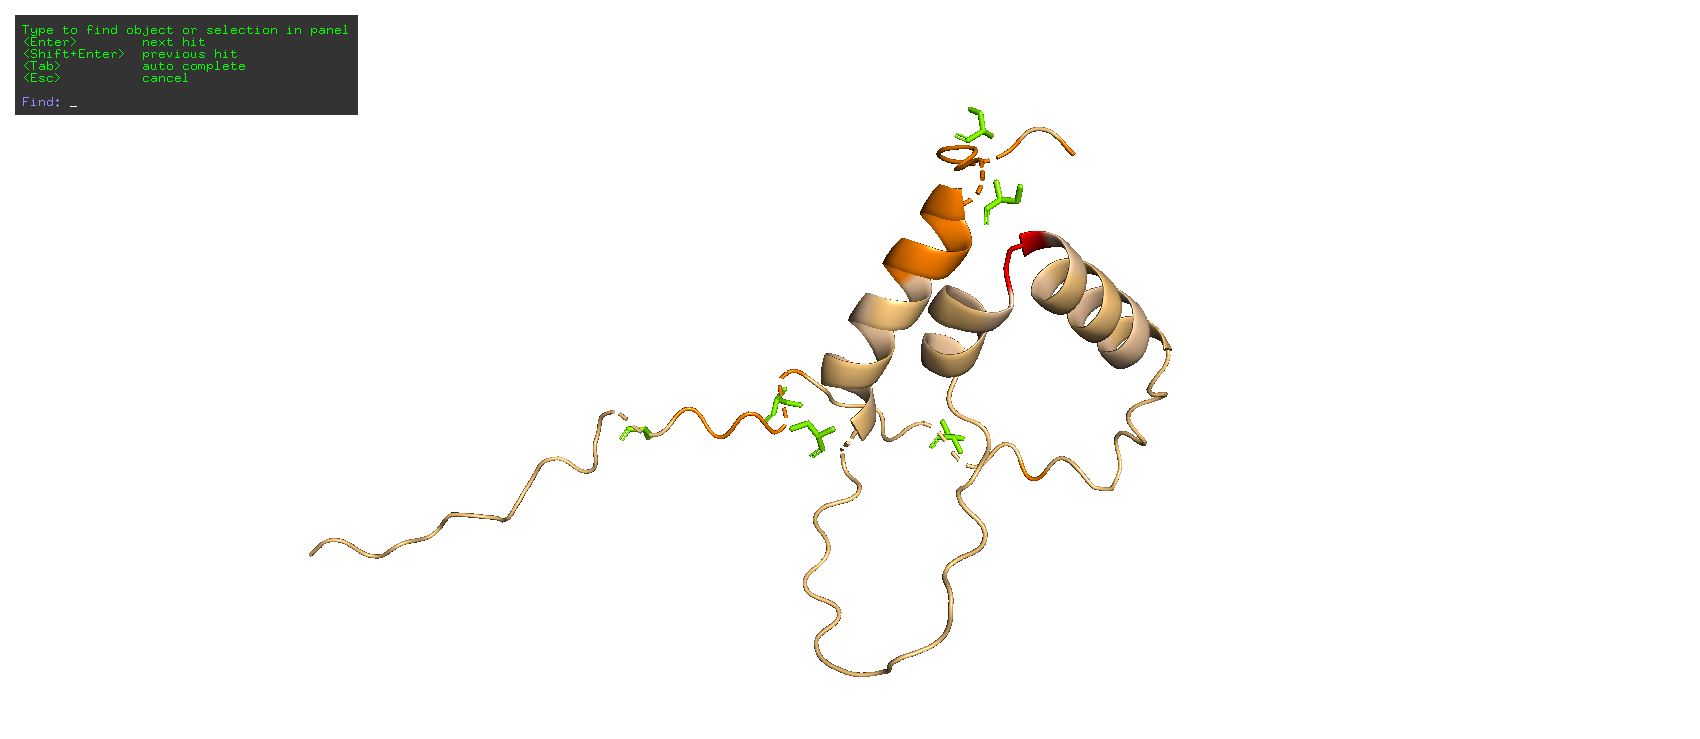 Type to find object or selection in panel
<Enter> next hit
<Shift+Enter> previous hit
<Tab> auto complete
<Esc> cancel
Find: _